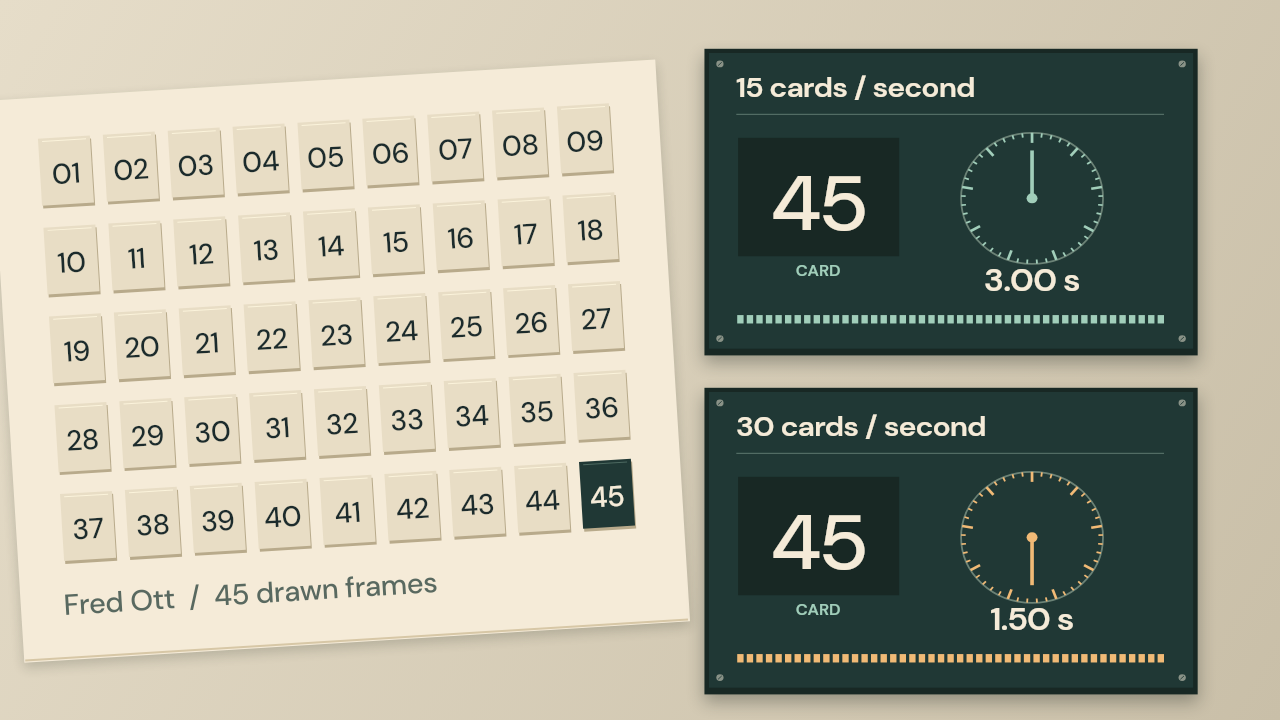 01 02 03 04 05 06 07 08 09
10 11 12 13 14 15 16 17 18
19 20 21 22 23 24 25 26 27
28 29 30 31 32 33 34 35 36
37 38 39 40 41 42 43 44 45
Fred Ott / 45 drawn frames
15 cards / second
45
CARD
3.00 s
30 cards / second
45
CARD
1.50 s